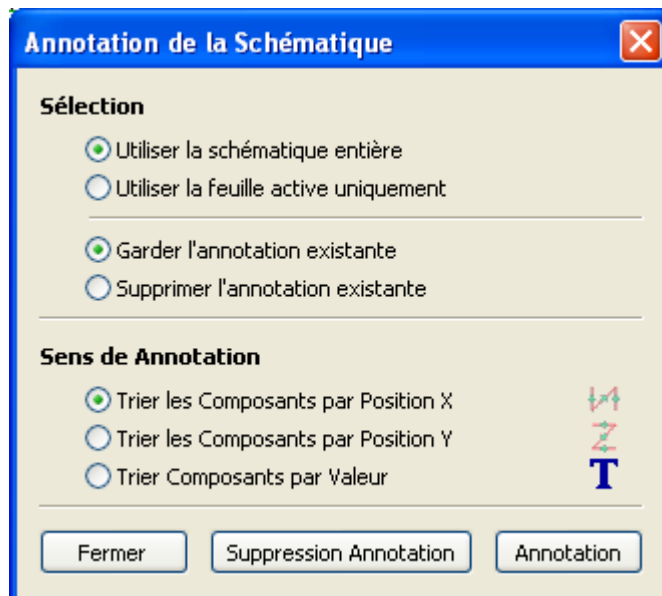 Annotation de la Schématique
Sélection
Utiliser la schématique entière
Utiliser la feuille active uniquement
Garder l'annotation existante
Supprimer l'annotation existante
Sens de Annotation
Trier les Composants par Position X
Trier les Composants par Position Y
Trier Composants par Valeur T
Fermer Suppression Annotation Annotation